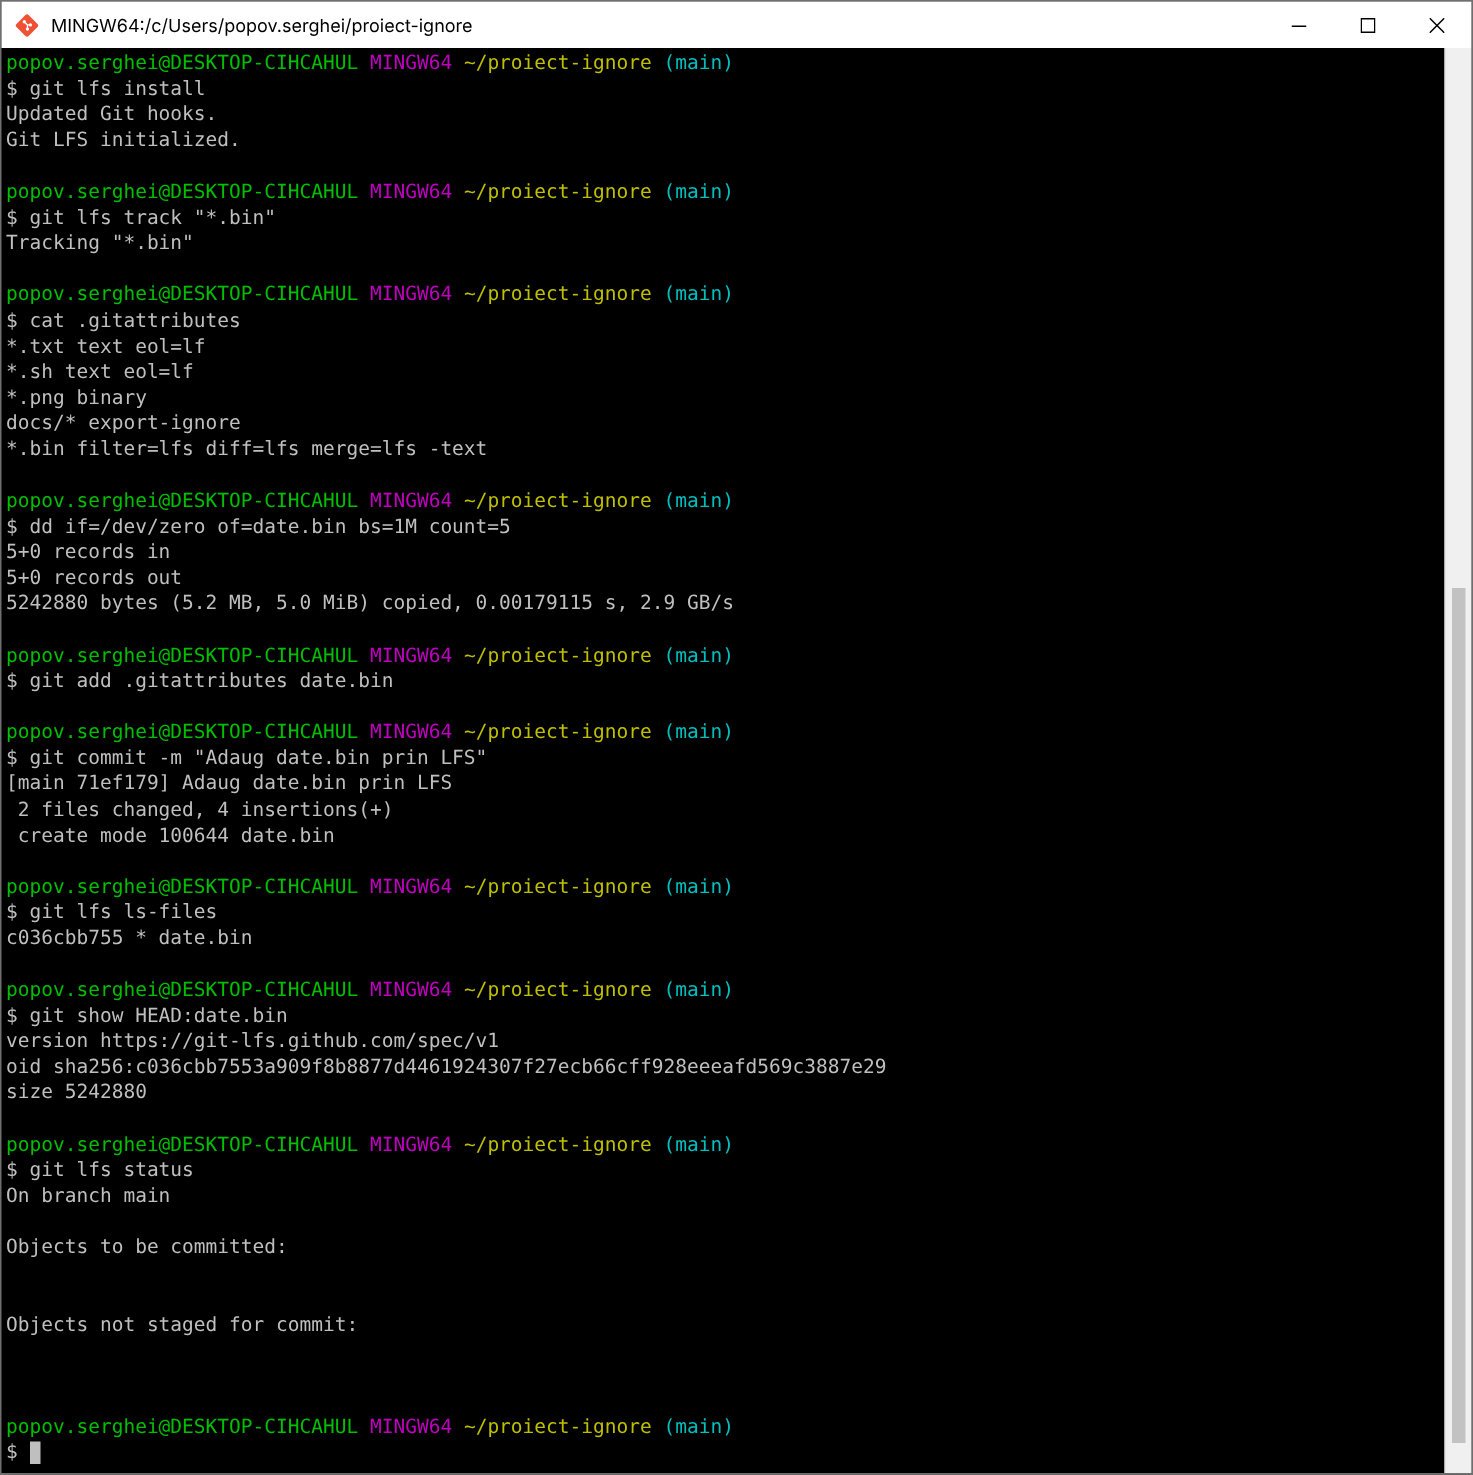 MINGW64:/c/Users/popov.serghei/proiect-ignore
popov.serghei@DESKTOP-CIHCAHUL MINGW64 ~/proiect-ignore (main)
$ git lfs install
Updated Git hooks.
Git LFS initialized.
popov.serghei@DESKTOP-CIHCAHUL MINGW64 ~/proiect-ignore (main)
$ git lfs track "*.bin"
Tracking "*.bin"
popov.serghei@DESKTOP-CIHCAHUL MINGW64 ~/proiect-ignore (main)
$ cat .gitattributes
*.txt text eol=lf
*.sh text eol=lf
*.png binary
docs/* export-ignore
*.bin filter=lfs diff=lfs merge=lfs -text
popov.serghei@DESKTOP-CIHCAHUL MINGW64 ~/proiect-ignore (main)
$ dd if=/dev/zero of=date.bin bs=1M count=5
5+0 records in
5+0 records out
5242880 bytes (5.2 MB, 5.0 MiB) copied, 0.00179115 s, 2.9 GB/s
popov.serghei@DESKTOP-CIHCAHUL MINGW64 ~/proiect-ignore (main)
$ git add .gitattributes date.bin
popov.serghei@DESKTOP-CIHCAHUL MINGW64 ~/proiect-ignore (main)
$ git commit -m "Adaug date.bin prin LFS"
[main 71ef179] Adaug date.bin prin LFS
 2 files changed, 4 insertions(+)
 create mode 100644 date.bin
popov.serghei@DESKTOP-CIHCAHUL MINGW64 ~/proiect-ignore (main)
$ git lfs ls-files
c036cbb755 * date.bin
popov.serghei@DESKTOP-CIHCAHUL MINGW64 ~/proiect-ignore (main)
$ git show HEAD:date.bin
version https://git-lfs.github.com/spec/v1
oid sha256:c036cbb7553a909f8b8877d4461924307f27ecb66cff928eeeafd569c3887e29
size 5242880
popov.serghei@DESKTOP-CIHCAHUL MINGW64 ~/proiect-ignore (main)
$ git lfs status
On branch main
Objects to be committed:
Objects not staged for commit:
popov.serghei@DESKTOP-CIHCAHUL MINGW64 ~/proiect-ignore (main)
$